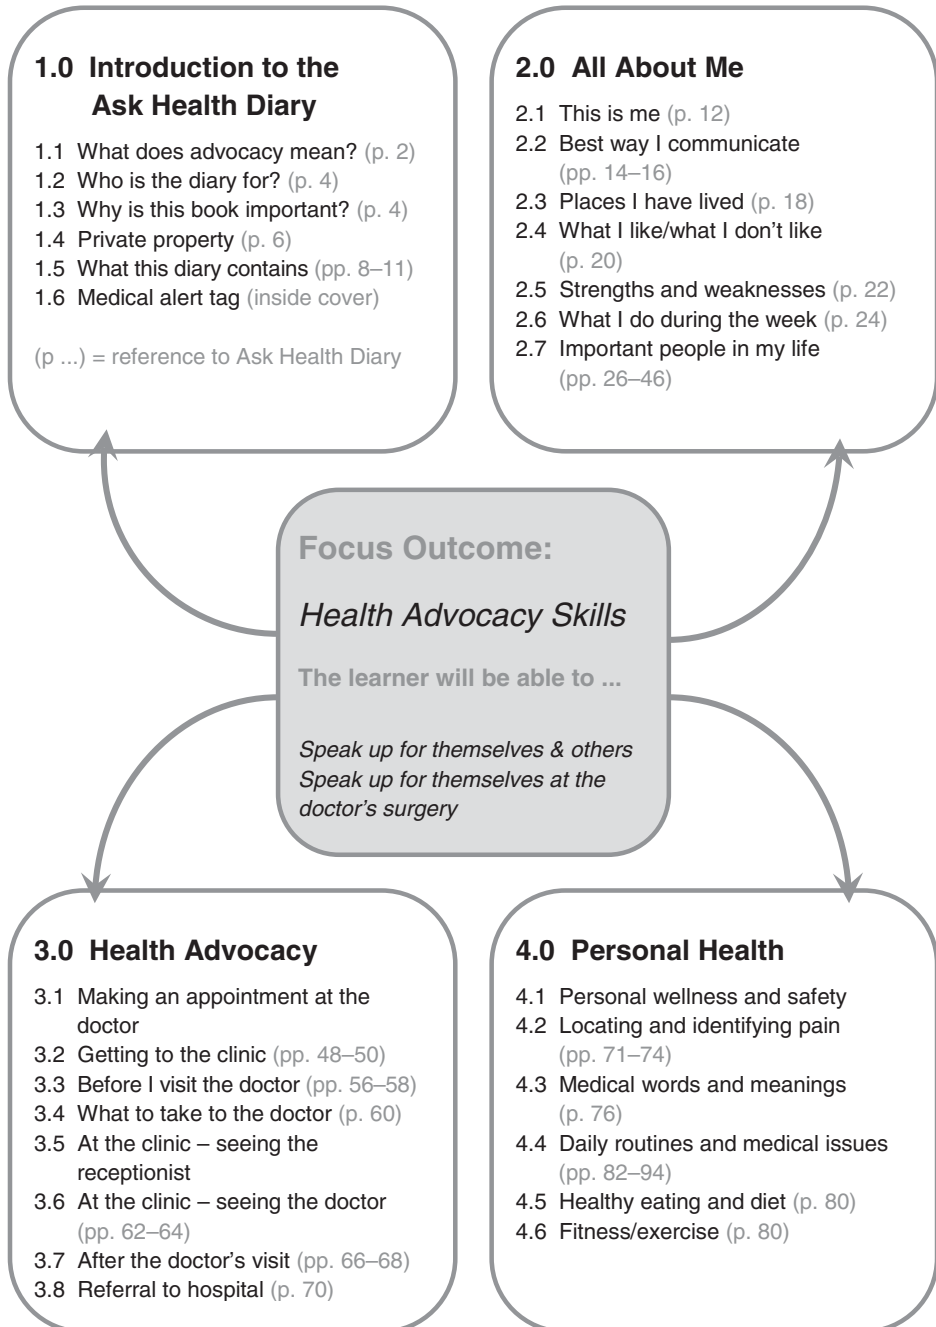 1.0 Introduction to the
Ask Health Diary
1.1 What does advocacy mean? (p. 2)
1.2 Who is the diary for? (p. 4)
1.3 Why is this book important? (p. 4)
1.4 Private property (p. 6)
1.5 What this diary contains (pp. 8–11)
1.6 Medical alert tag (inside cover)
(p ...) = reference to Ask Health Diary
2.0 All About Me
2.1 This is me (p. 12)
2.2 Best way I communicate
(pp. 14–16)
2.3 Places I have lived (p. 18)
2.4 What I like/what I don't like
(p. 20)
2.5 Strengths and weaknesses (p. 22)
2.6 What I do during the week (p. 24)
2.7 Important people in my life
(pp. 26–46)
Focus Outcome:
Health Advocacy Skills
The learner will be able to ...
Speak up for themselves & others
Speak up for themselves at the
doctor's surgery
3.0 Health Advocacy
3.1 Making an appointment at the
doctor
3.2 Getting to the clinic (pp. 48–50)
3.3 Before I visit the doctor (pp. 56–58)
3.4 What to take to the doctor (p. 60)
3.5 At the clinic – seeing the
receptionist
3.6 At the clinic – seeing the doctor
(pp. 62–64)
3.7 After the doctor's visit (pp. 66–68)
3.8 Referral to hospital (p. 70)
4.0 Personal Health
4.1 Personal wellness and safety
4.2 Locating and identifying pain
(pp. 71–74)
4.3 Medical words and meanings
(p. 76)
4.4 Daily routines and medical issues
(pp. 82–94)
4.5 Healthy eating and diet (p. 80)
4.6 Fitness/exercise (p. 80)